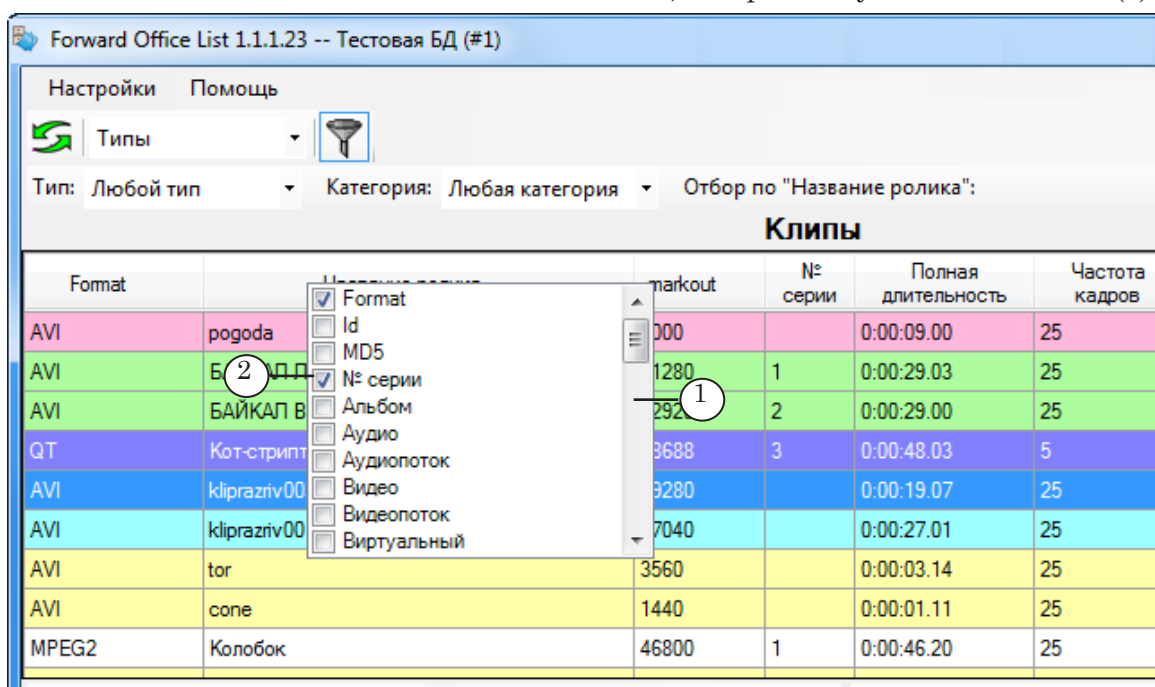 Forward Office List 1.1.1.23 -- Тестовая БД (#1)
Настройки Помощь
Типы
Тип: Любой тип Категория: Любая категория Отбор по "Название ролика":
Клипы
Format markout № серии Полная длительность Частота кадров
AVI pogoda 0:00:09.00 25
AVI 1 0:00:29.03 25
AVI БАЙКАЛ В 2 0:00:29.00 25
QT Кот-стрипт 3 0:00:48.03 5
AVI kliprazriv00 0:00:19.07 25
AVI kliprazriv00 0:00:27.01 25
AVI tor 3560 0:00:03.14 25
AVI cone 1440 0:00:01.11 25
MPEG2 Колобок 46800 1 0:00:46.20 25
Format
Id
MD5
№ серии
Альбом
Аудио
Аудиопоток
Видео
Видеопоток
Виртуальный
2
1